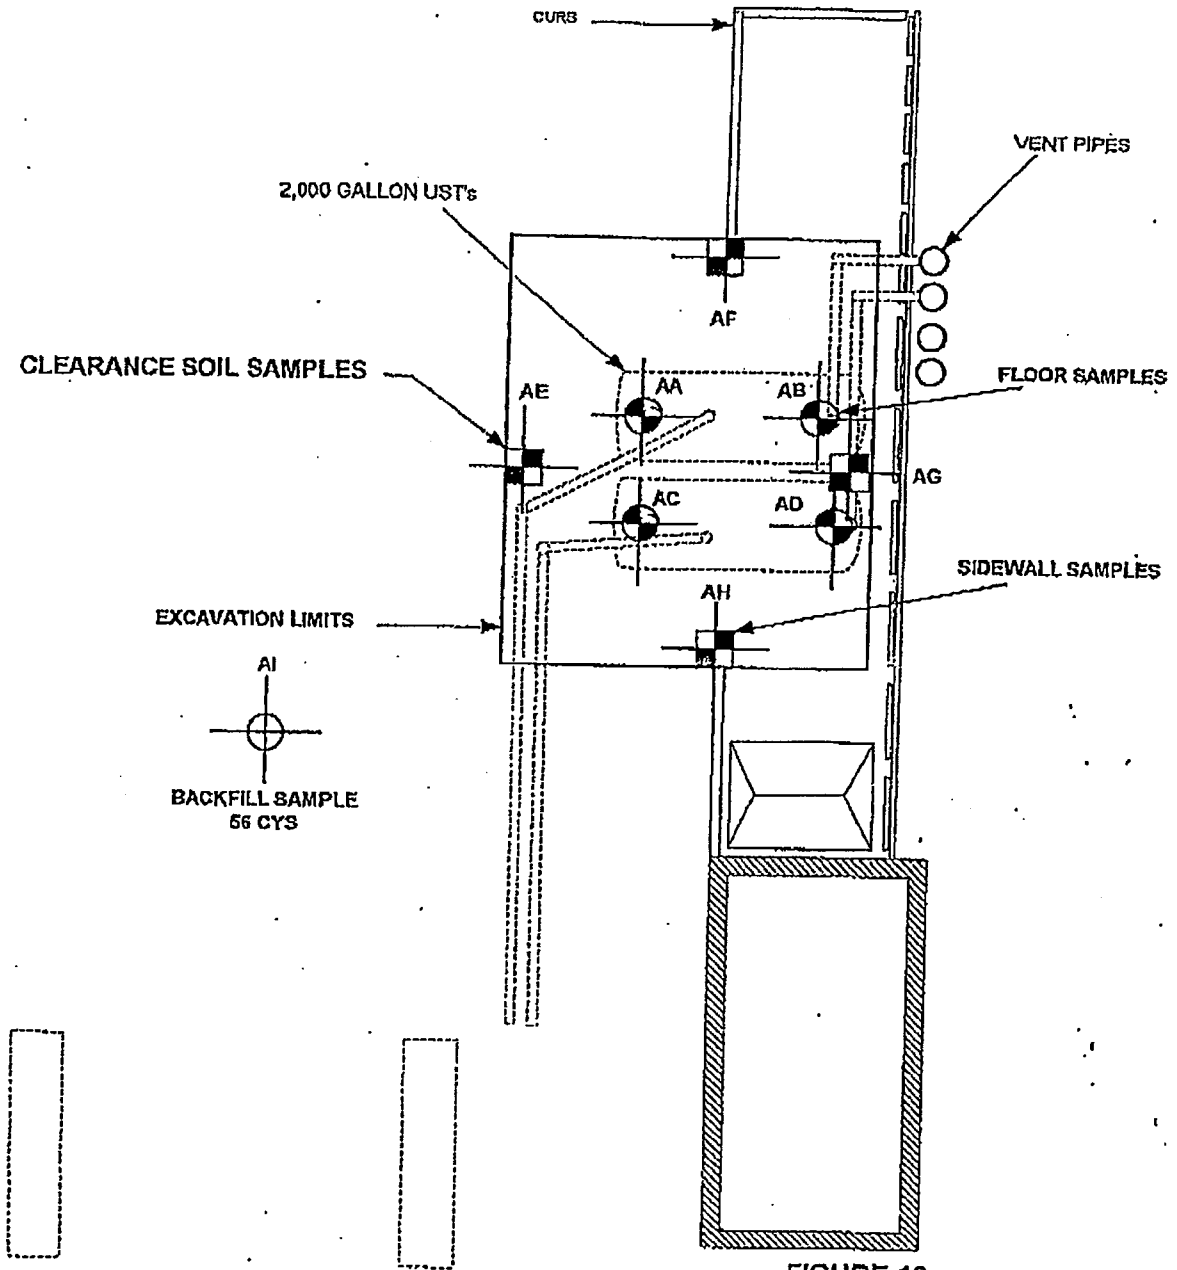 CURB
VENT PIPES
2,000 GALLON UST's
AF
CLEARANCE SOIL SAMPLES
AE
AA
AB
FLOOR SAMPLES
AG
AC
AD
SIDEWALL SAMPLES
AH
EXCAVATION LIMITS
AI
BACKFILL SAMPLE
56 CYS
FIGURE